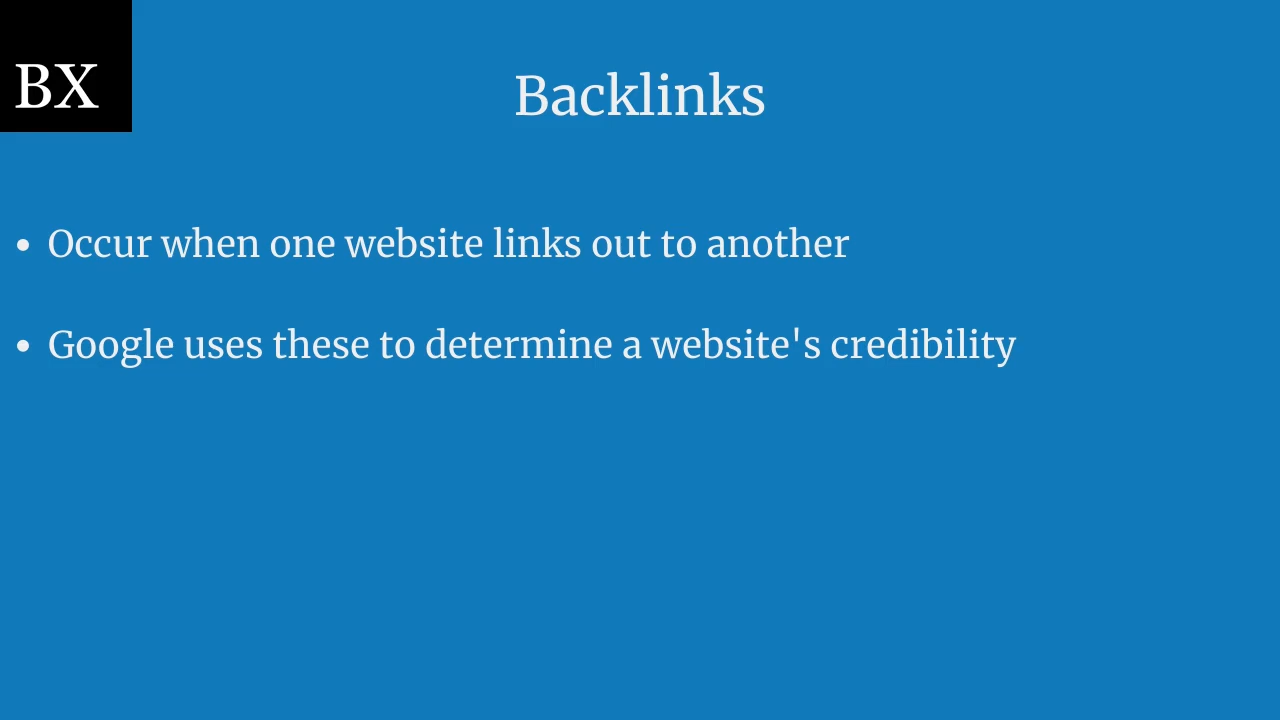 BX
Backlinks
• Occur when one website links out to another
• Google uses these to determine a website's credibility